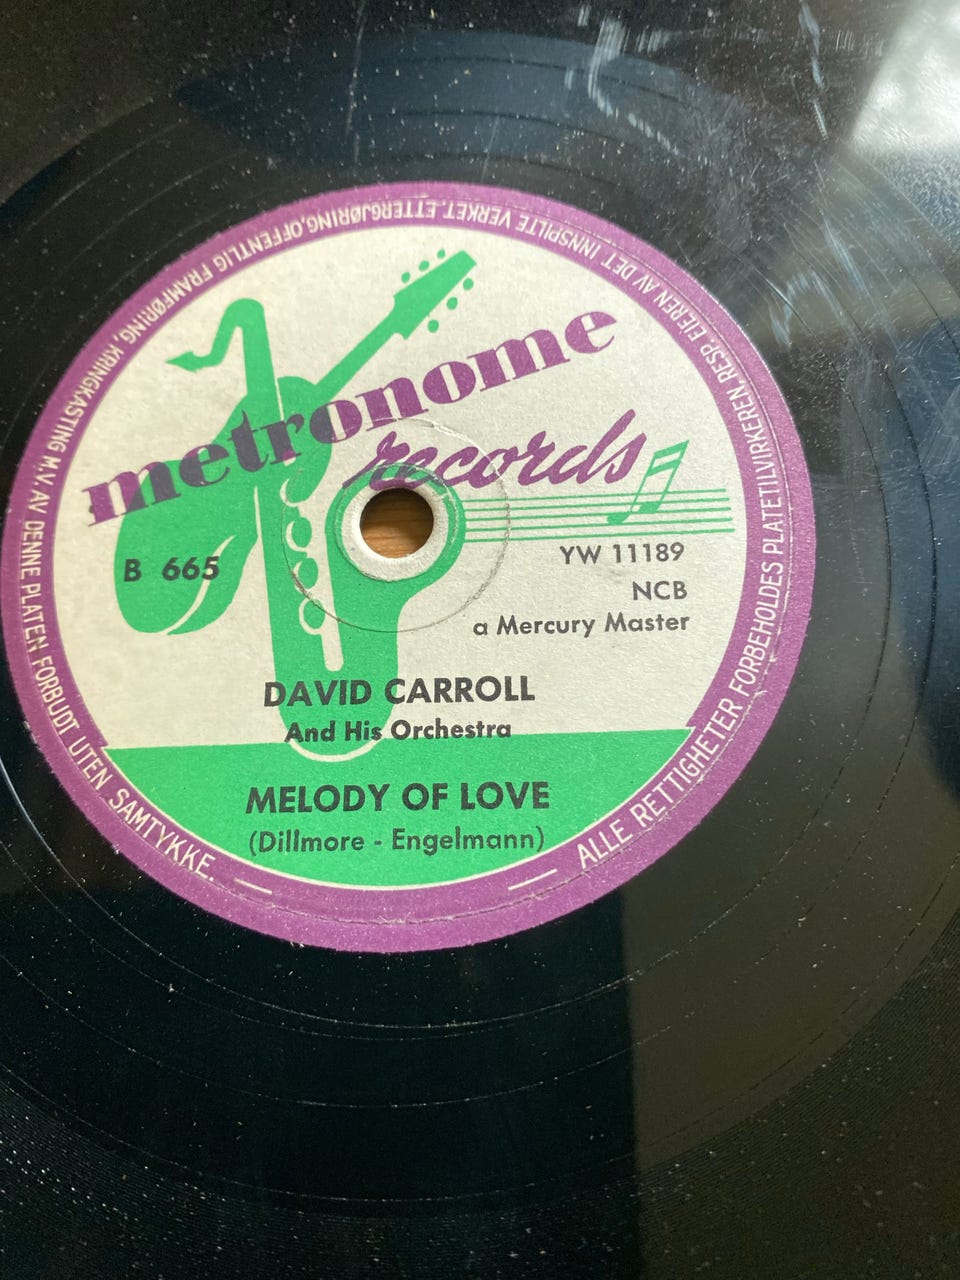 metronome
records
B 665
YW 11189
NCB
a Mercury Master
DAVID CARROLL
And His Orchestra
MELODY OF LOVE
(Dillmore - Engelmann)
ALLE RETTIGHETER FORBEHOLDES PLATETILVIRKEREN, RESP. EIEREN AV DET INNSPILTE VERKET. ETTERGJØRING, OFFENTLIG FRAMFØRING, KRINGKASTING M.V. AV DENNE PLATEN FORBUDT UTEN SAMTYKKE.